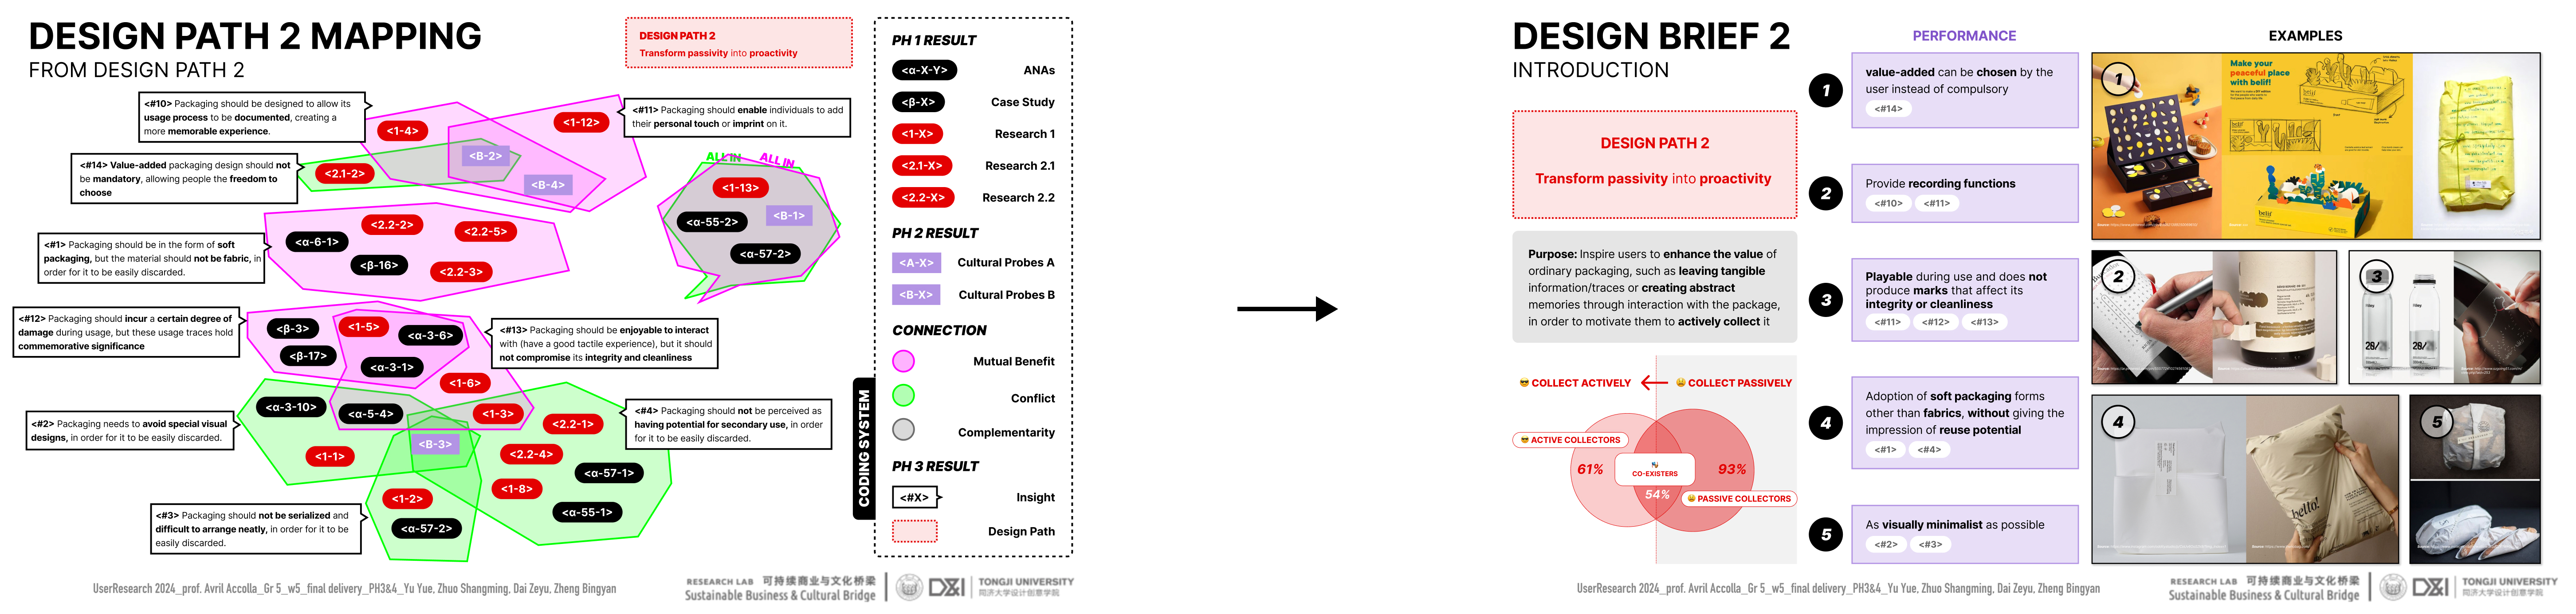 DESIGN PATH 2 MAPPING
FROM DESIGN PATH 2
DESIGN PATH 2
Transform passivity into proactivity
<#10> Packaging should be designed to allow its
usage process to be documented, creating a
more memorable experience.
<#11> Packaging should enable individuals to add
their personal touch or imprint on it.
<#14> Value-added packaging design should not
be mandatory, allowing people the freedom to
choose
<1-4>
<1-12>
<B-2>
<2.1-2>
<B-4>
ALL IN
ALL IN
<1-13>
<α-55-2>
<B-1>
<α-57-2>
<#1> Packaging should be in the form of soft
packaging, but the material should not be fabric, in
order for it to be easily discarded.
<2.2-2>
<2.2-5>
<α-6-1>
<β-16>
<2.2-3>
<#12> Packaging should incur a certain degree of
damage during usage, but these usage traces hold
commemorative significance
<β-3>
<1-5>
<α-3-6>
<β-17>
<α-3-1>
<1-6>
<#13> Packaging should be enjoyable to interact
with (have a good tactile experience), but it should
not compromise its integrity and cleanliness
<#2> Packaging needs to avoid special visual
designs, in order for it to be easily discarded.
<α-3-10>
<α-5-4>
<1-3>
<2.2-1>
<B-3>
<1-1>
<2.2-4>
<α-57-1>
<1-8>
<1-2>
<α-55-1>
<α-57-2>
<#4> Packaging should not be perceived as
having potential for secondary use, in order
for it to be easily discarded.
<#3> Packaging should not be serialized and
difficult to arrange neatly, in order for it to be
easily discarded.
CODING SYSTEM
PH 1 RESULT
<α-X-Y> ANAs
<β-X> Case Study
<1-X> Research 1
<2.1-X> Research 2.1
<2.2-X> Research 2.2
PH 2 RESULT
<A-X> Cultural Probes A
<B-X> Cultural Probes B
CONNECTION
Mutual Benefit
Conflict
Complementarity
PH 3 RESULT
<#X> Insight
Design Path
UserResearch 2024_prof. Avril Accolla_Gr 5_w5_final delivery_PH3&4_Yu Yue, Zhuo Shangming, Dai Zeyu, Zheng Bingyan
RESEARCH LAB 可持续商业与文化桥梁
Sustainable Business & Cultural Bridge
D&I
TONGJI UNIVERSITY
同济大学设计创意学院
DESIGN BRIEF 2
INTRODUCTION
DESIGN PATH 2
Transform passivity into proactivity
Purpose: Inspire users to enhance the value of
ordinary packaging, such as leaving tangible
information/traces or creating abstract
memories through interaction with the package,
in order to motivate them to actively collect it
COLLECT ACTIVELY
COLLECT PASSIVELY
ACTIVE COLLECTORS
61%
CO-EXISTERS
93%
54%
PASSIVE COLLECTORS
PERFORMANCE
1
value-added can be chosen by the
user instead of compulsory
<#14>
2
Provide recording functions
<#10> <#11>
3
Playable during use and does not
produce marks that affect its
integrity or cleanliness
<#11> <#12> <#13>
4
Adoption of soft packaging forms
other than fabrics, without giving the
impression of reuse potential
<#1> <#4>
5
As visually minimalist as possible
<#2> <#3>
EXAMPLES
1
Make your
peaceful place
with belif!
belif
2
3
28/
28/
4
hello!
5
UserResearch 2024_prof. Avril Accolla_Gr 5_w5_final delivery_PH3&4_Yu Yue, Zhuo Shangming, Dai Zeyu, Zheng Bingyan
RESEARCH LAB 可持续商业与文化桥梁
Sustainable Business & Cultural Bridge
D&I
TONGJI UNIVERSITY
同济大学设计创意学院